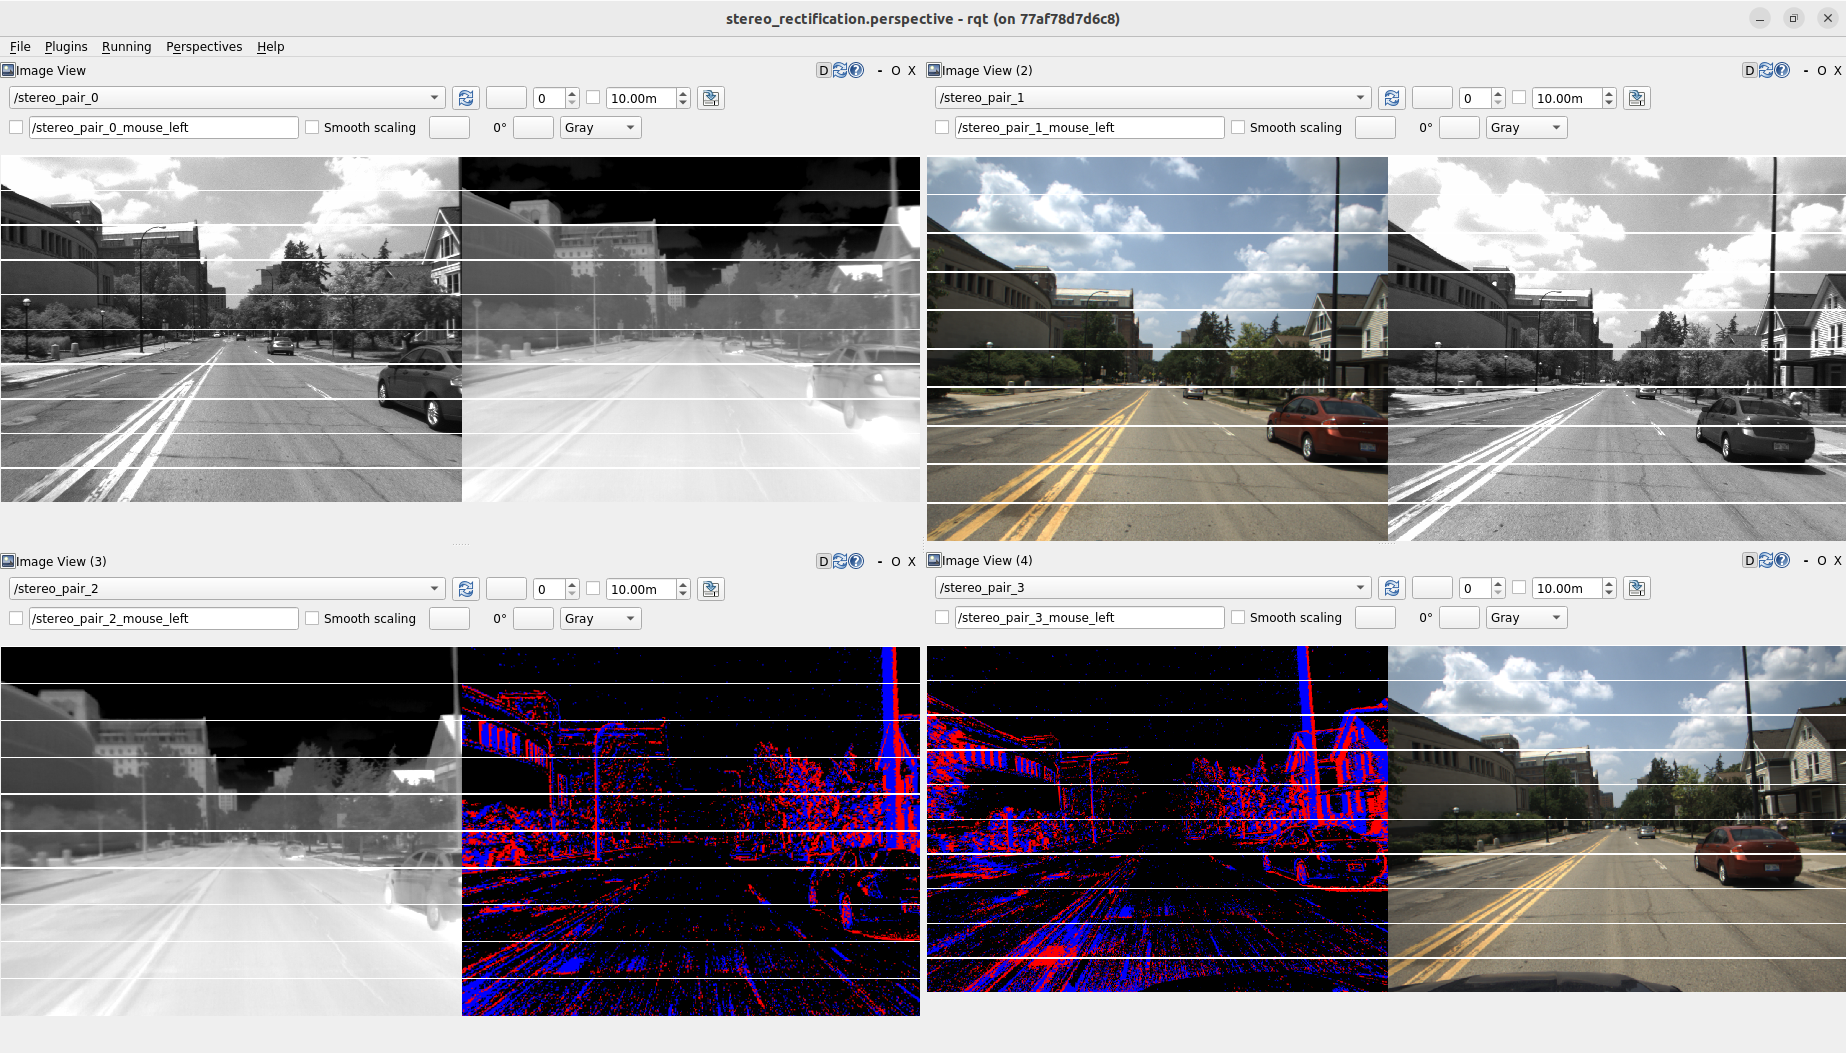 stereo_rectification.perspective - rqt (on 77af78d7d6c8)
File Plugins Running Perspectives Help
Image View D - O X
/stereo_pair_0 0 10.00m
/stereo_pair_0_mouse_left Smooth scaling 0° Gray
Image View (2) D - O X
/stereo_pair_1 0 10.00m
/stereo_pair_1_mouse_left Smooth scaling 0° Gray
Image View (3) D - O X
/stereo_pair_2 0 10.00m
/stereo_pair_2_mouse_left Smooth scaling 0° Gray
Image View (4) D - O X
/stereo_pair_3 0 10.00m
/stereo_pair_3_mouse_left Smooth scaling 0° Gray